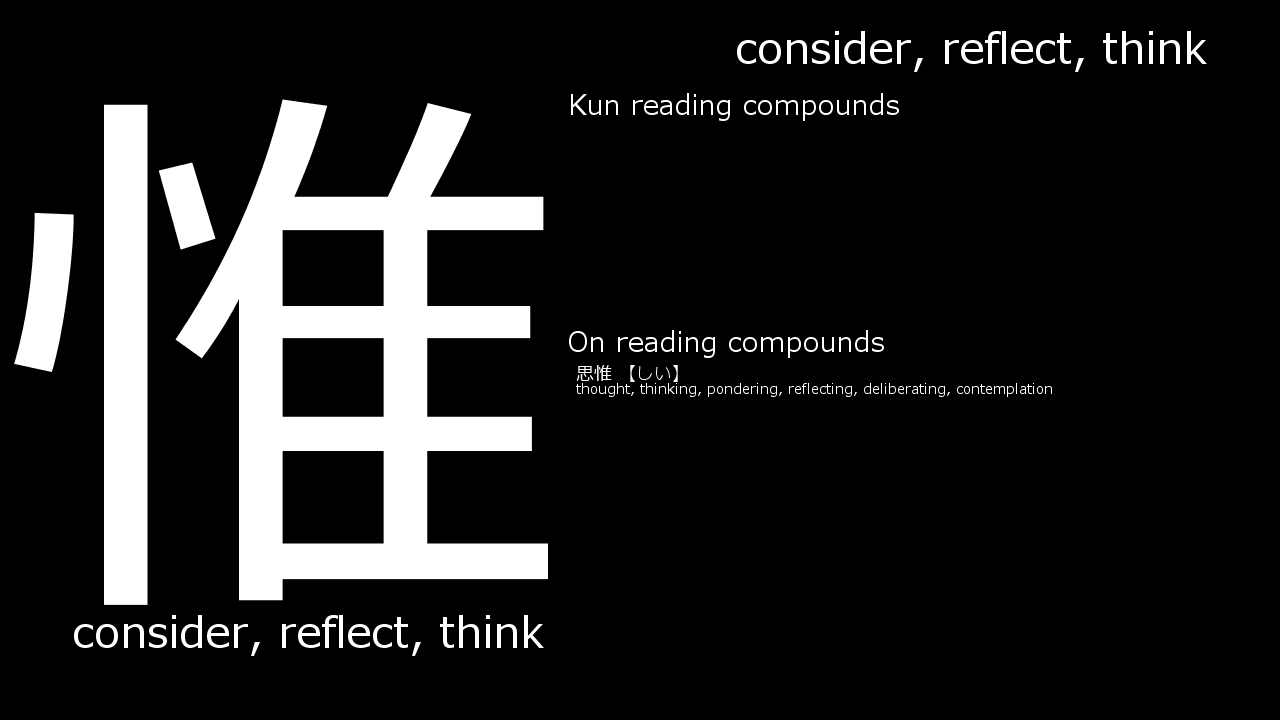 惟
consider, reflect, think
consider, reflect, think
Kun reading compounds
On reading compounds
思惟 【しい】
thought, thinking, pondering, reflecting, deliberating, contemplation